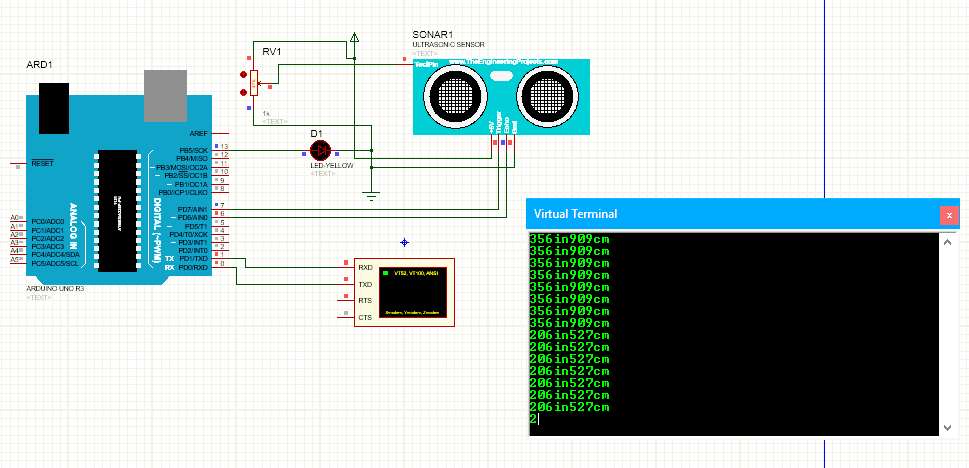 ARD1
RESET
A0
A1
A2
A3
A4
A5
PC0/ADC0
PC1/ADC1
PC2/ADC2
PC3/ADC3
PC4/ADC4/SDA
PC5/ADC5/SCL
ANALOG IN
AREF
PB5/SCK
PB4/MISO
~PB3/MOSI/OC2A
~ PB2/SS/OC1B
~ PB1/OC1A
PB0/ICP1/CLKO
DIGITAL (~PWM)
PD7/AIN1
~ PD6/AIN0
~ PD5/T1
PD4/T0/XCK
~ PD3/INT1
PD2/INT0
TX PD1/TXD
RX PD0/RXD
13
12
11
10
9
8
7
6
5
4
3
2
1
0
ARDUINO UNO R3
<TEXT>
RV1
1k
<TEXT>
D1
LED-YELLOW
<TEXT>
SONAR1
ULTRASONIC SENSOR
<TEXT>
TestPin
www.TheEngineeringProjects.com
+5V
Trigger
Echo
Gnd
RXD
TXD
RTS
CTS
VT52, VT100, ANSI
Xmodem, Ymodem, Zmodem
Virtual Terminal
x
356in909cm
356in909cm
356in909cm
356in909cm
356in909cm
356in909cm
356in909cm
356in909cm
206in527cm
206in527cm
206in527cm
206in527cm
206in527cm
206in527cm
206in527cm
2